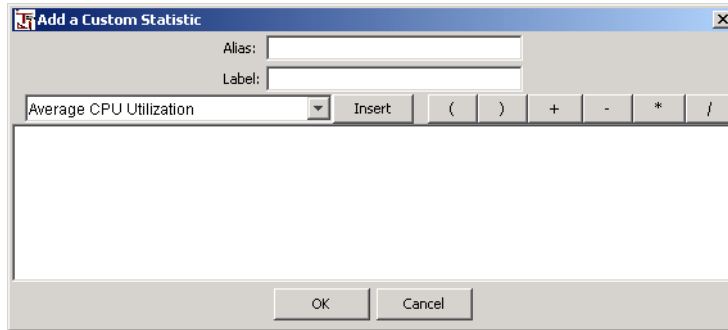 Add a Custom Statistic
Alias:
Label:
Average CPU Utilization Insert ( ) + - * /
OK Cancel